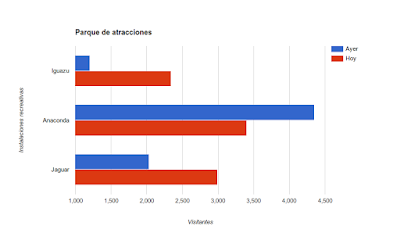 Parque de atracciones
Ayer
Hoy
Iguazu
Anaconda
Jaguar
Instalaciones recreativas
1,000 1,500 2,000 2,500 3,000 3,500 4,000 4,500
Visitantes